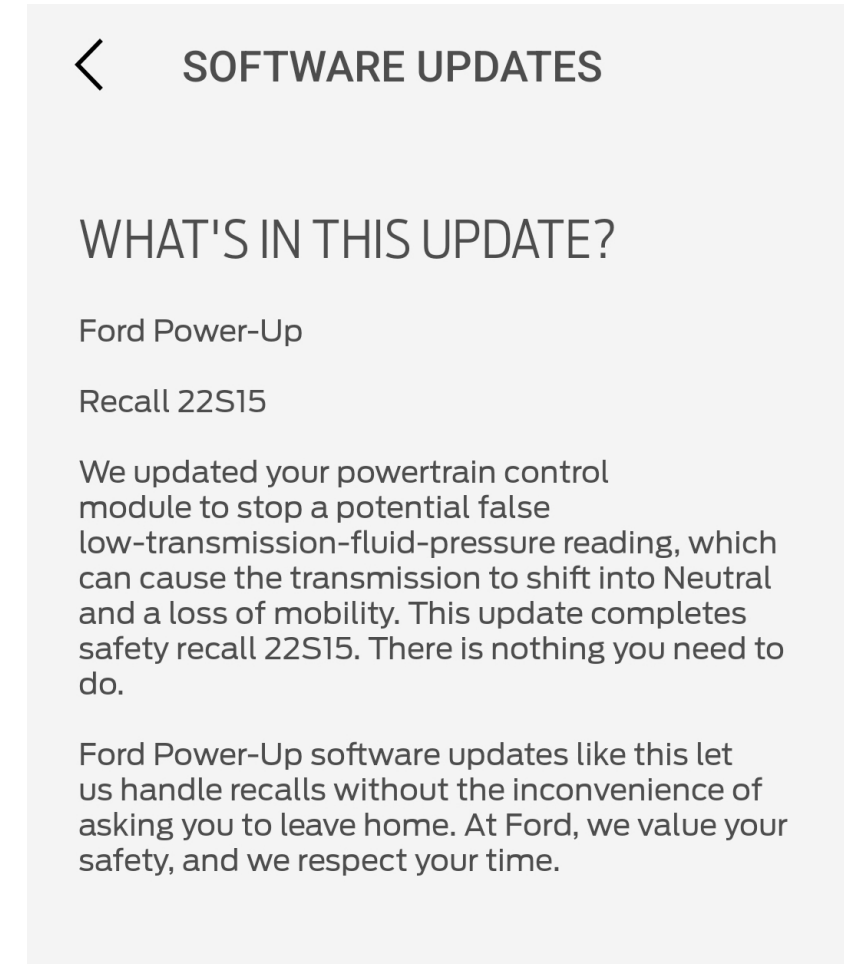 SOFTWARE UPDATES
WHAT'S IN THIS UPDATE?
Ford Power-Up
Recall 22S15
We updated your powertrain control
module to stop a potential false
low-transmission-fluid-pressure reading, which
can cause the transmission to shift into Neutral
and a loss of mobility. This update completes
safety recall 22S15. There is nothing you need to
do.
Ford Power-Up software updates like this let
us handle recalls without the inconvenience of
asking you to leave home. At Ford, we value your
safety, and we respect your time.